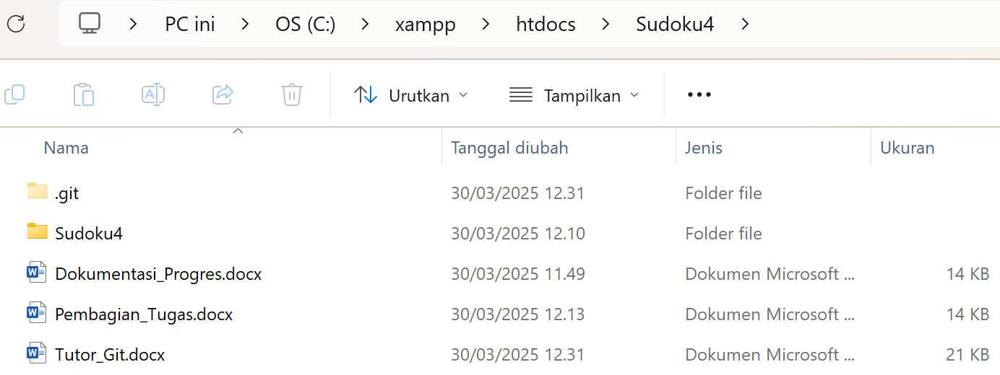 PC ini > OS (C:) > xampp > htdocs > Sudoku4 >
Urutkan Tampilkan
Nama Tanggal diubah Jenis Ukuran
.git 30/03/2025 12.31 Folder file
Sudoku4 30/03/2025 12.10 Folder file
Dokumentasi_Progres.docx 30/03/2025 11.49 Dokumen Microsoft ... 14 KB
Pembagian_Tugas.docx 30/03/2025 12.13 Dokumen Microsoft ... 14 KB
Tutor_Git.docx 30/03/2025 12.31 Dokumen Microsoft ... 21 KB